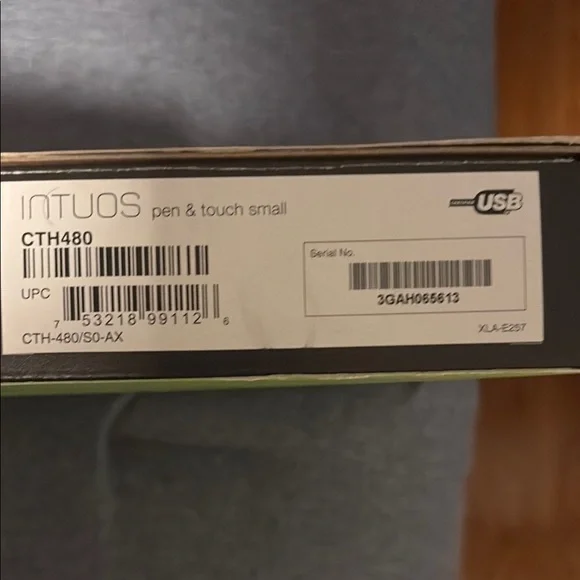 INTUOS pen & touch small
CTH480
UPC
7 53218 99112 6
CTH-480/S0-AX
USB
Serial No.
3GAH065613
XLA-E257